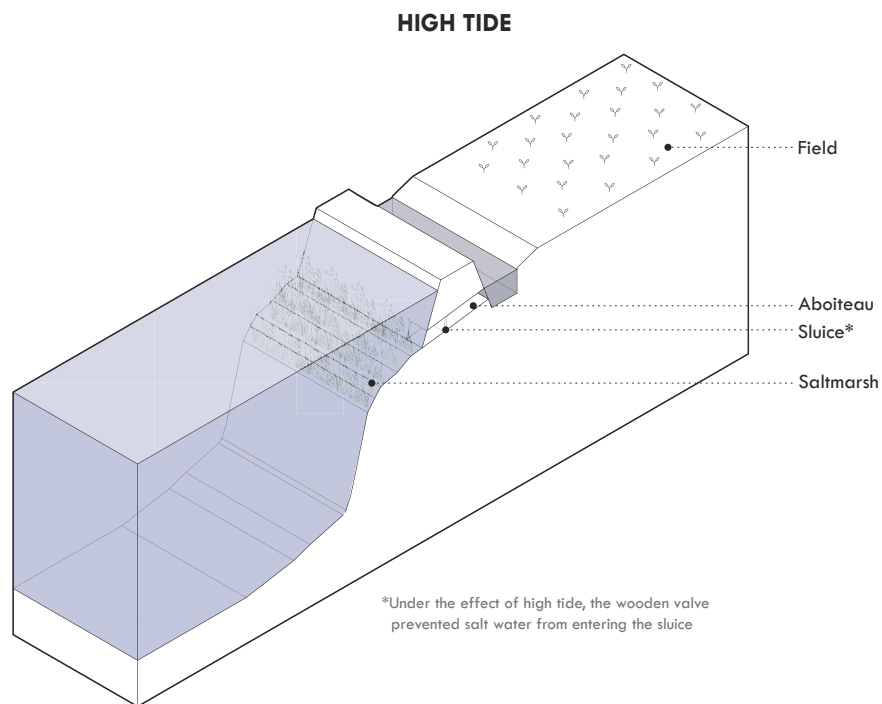 HIGH TIDE
Field
Aboiteau
Sluice*
Saltmarsh
*Under the effect of high tide, the wooden valve
prevented salt water from entering the sluice